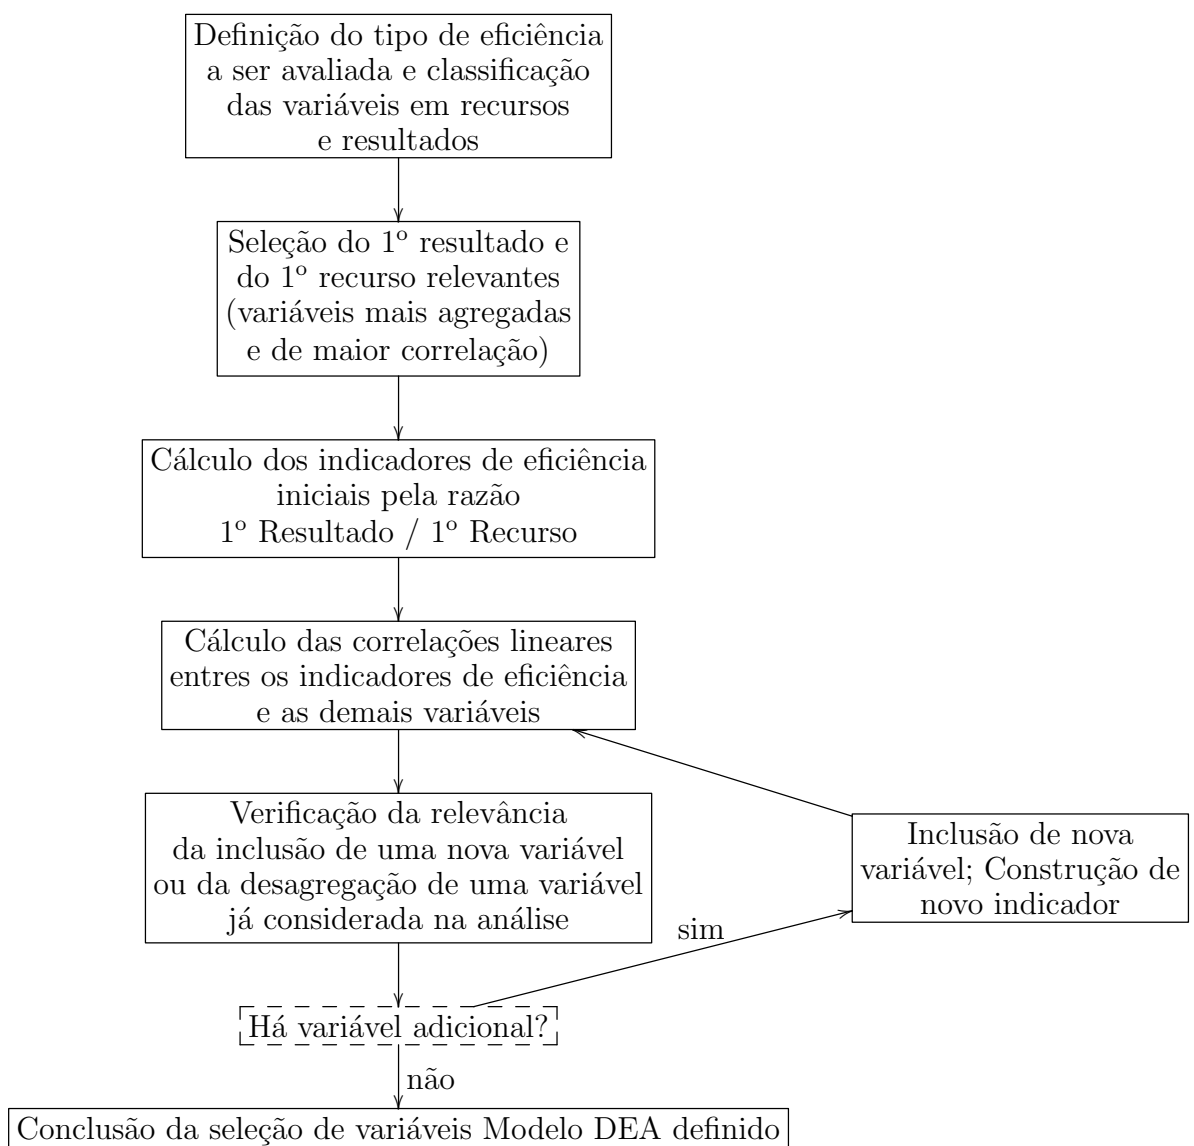 Definição do tipo de eficiência
a ser avaliada e classificação
das variáveis em recursos
e resultados
Seleção do 1º resultado e
do 1º recurso relevantes
(variáveis mais agregadas
e de maior correlação)
Cálculo dos indicadores de eficiência
iniciais pela razão
1º Resultado / 1º Recurso
Cálculo das correlações lineares
entres os indicadores de eficiência
e as demais variáveis
Verificação da relevância
da inclusão de uma nova variável
ou da desagregação de uma variável
já considerada na análise
Inclusão de nova
variável; Construção de
novo indicador
sim
Há variável adicional?
não
Conclusão da seleção de variáveis Modelo DEA definido